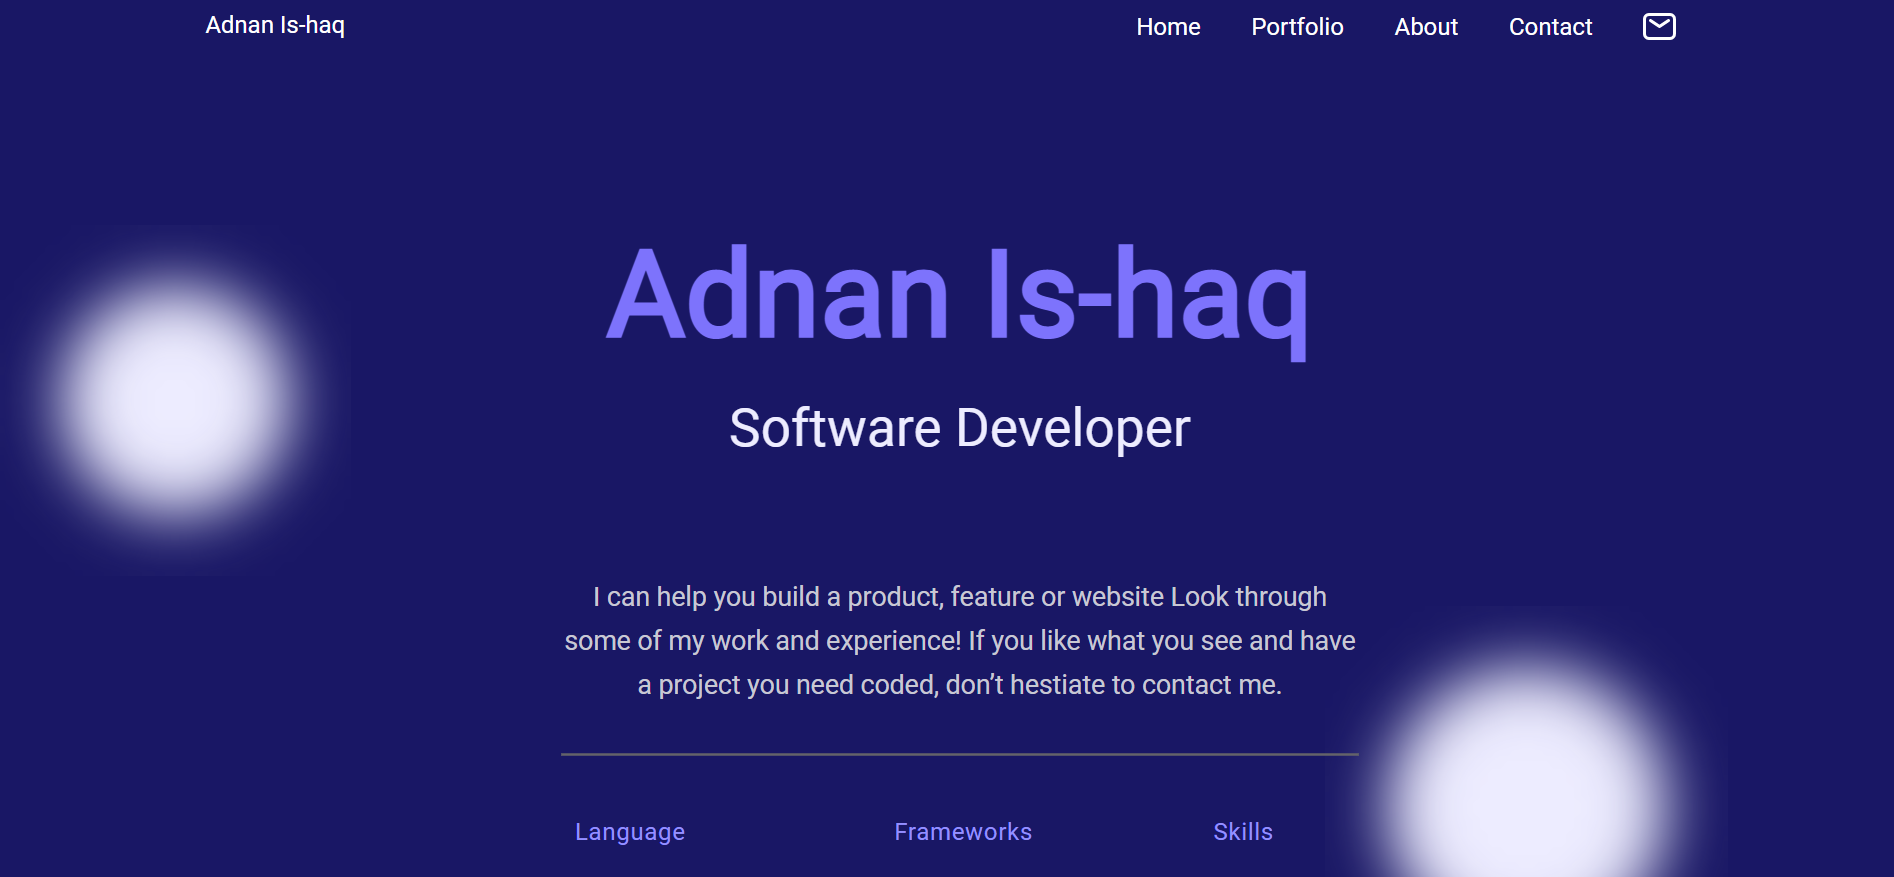 Adnan Is-haq
Home Portfolio About Contact
Adnan Is-haq
Software Developer
I can help you build a product, feature or website Look through
some of my work and experience! If you like what you see and have
a project you need coded, don’t hestiate to contact me.
Language Frameworks Skills